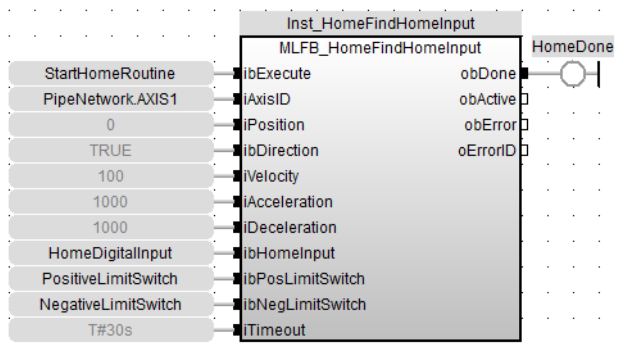 Inst_HomeFindHomeInput
MLFB_HomeFindHomeInput HomeDone
StartHomeRoutine ibExecute obDone
PipeNetwork.AXIS1 iAxisID obActive
0 iPosition obError
TRUE ibDirection oErrorID
100 iVelocity
1000 iAcceleration
1000 iDeceleration
HomeDigitalInput ibHomeInput
PositiveLimitSwitch ibPosLimitSwitch
NegativeLimitSwitch ibNegLimitSwitch
T#30s iTimeout